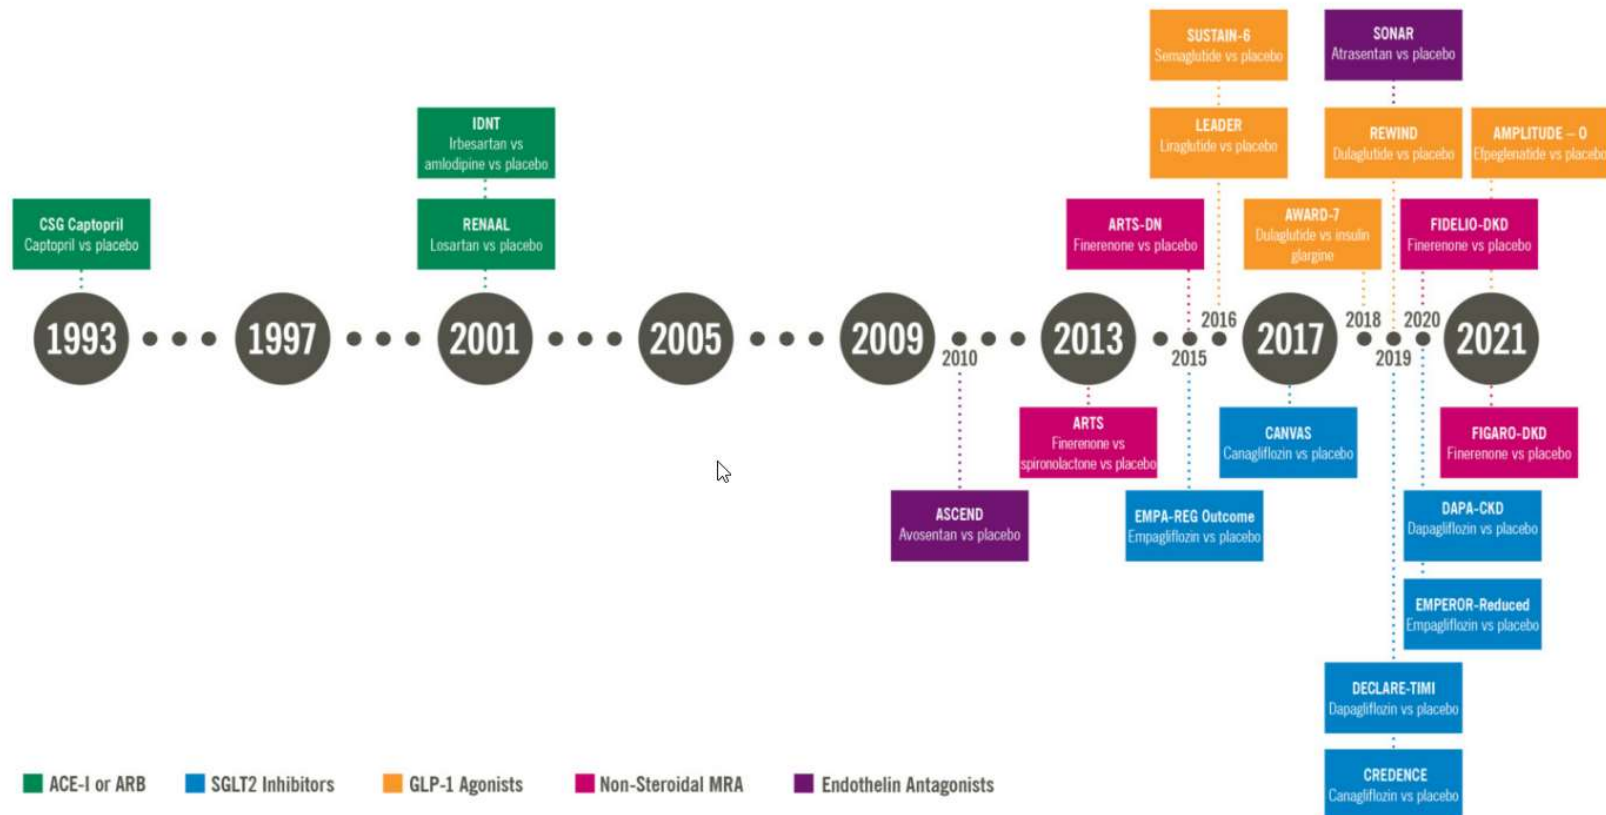 SUSTAIN-6
Semaglutide vs placebo
SONAR
Atrasentan vs placebo
IDNT
Irbesartan vs
amlodipine vs placebo
LEADER
Liraglutide vs placebo
REWIND
Dulaglutide vs placebo
AMPLITUDE – O
Efpeglenatide vs placebo
CSG Captopril
Captopril vs placebo
RENAAL
Losartan vs placebo
ARTS-DN
Finerenone vs placebo
AWARD-7
Dulaglutide vs insulin
glargine
FIDELIO-DKD
Finerenone vs placebo
1993
1997
2001
2005
2009
2010
2013
2015
2016
2017
2018
2019
2020
2021
ARTS
Finerenone vs
spironolactone vs placebo
CANVAS
Canagliflozin vs placebo
FIGARO-DKD
Finerenone vs placebo
ASCEND
Avosentan vs placebo
EMPA-REG Outcome
Empagliflozin vs placebo
DAPA-CKD
Dapagliflozin vs placebo
EMPEROR-Reduced
Empagliflozin vs placebo
DECLARE-TIMI
Dapagliflozin vs placebo
CREDENCE
Canagliflozin vs placebo
ACE-I or ARB
SGLT2 Inhibitors
GLP-1 Agonists
Non-Steroidal MRA
Endothelin Antagonists